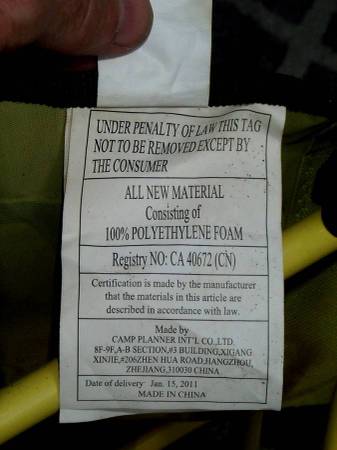 UNDER PENALTY OF LAW THIS TAG
NOT TO BE REMOVED EXCEPT BY
THE CONSUMER
ALL NEW MATERIAL
Consisting of
100% POLYETHYLENE FOAM
Registry NO: CA 40672 (CN)
Certification is made by the manufacturer
that the materials in this article are
described in accordance with law.
Made by
CAMP PLANNER INT'L CO.,LTD.
8F-9F,A-B SECTION,#3 BUILDING,XIGANG
XINJIE,#206ZHEN HUA ROAD,HANGZHOU,
ZHEJIANG,310030 CHINA
Date of delivery Jan. 15, 2011
MADE IN CHINA